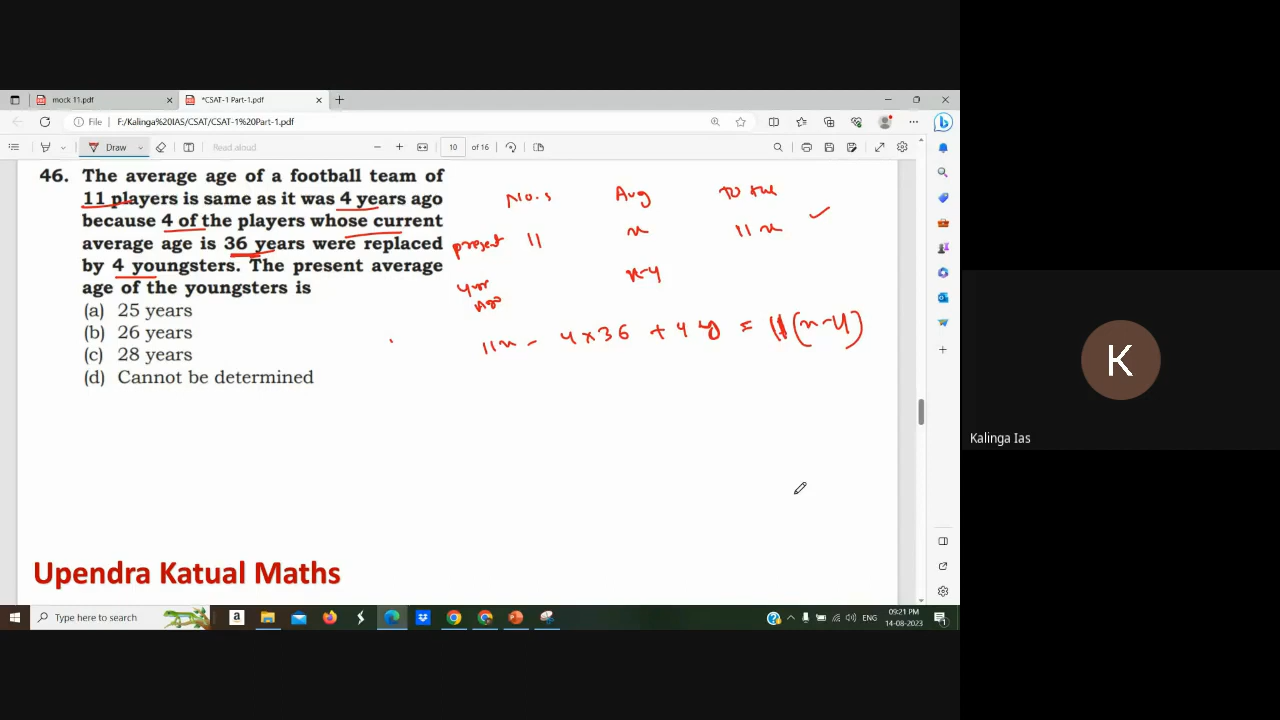 mock 11.pdf
*CSAT-1 Part-1.pdf
File F:/Kalinga%20IAS/CSAT/CSAT-1%20Part-1.pdf
Draw Read aloud 10 of 16
46. The average age of a football team of
11 players is same as it was 4 years ago
because 4 of the players whose current
average age is 36 years were replaced
by 4 youngsters. The present average
age of the youngsters is
(a) 25 years
(b) 26 years
(c) 28 years
(d) Cannot be determined
No.s Avg
present 11 x 11x
x-4
Ago
11x - 4x36 + 4y = 11(x-4)
Upendra Katual Maths
K
Kalinga Ias
Type here to search
ENG
09:21 PM
14-08-2023